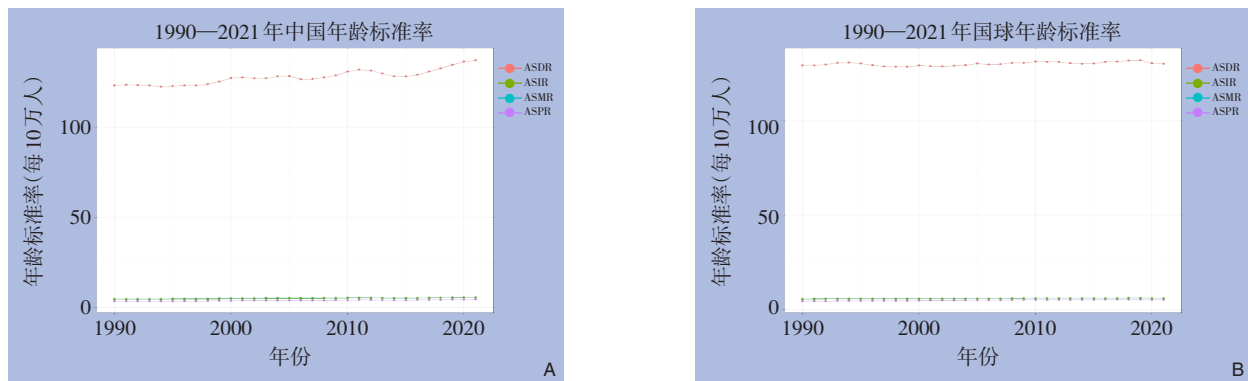 1990—2021年中国年龄标准率
年龄标准率(每10万人)
100
50
0
1990 2000 2010 2020
年份
ASDR
ASIR
ASMR
ASPR
A
1990—2021年国球年龄标准率
年龄标准率(每10万人)
100
50
0
1990 2000 2010 2020
年份
ASDR
ASIR
ASMR
ASPR
B